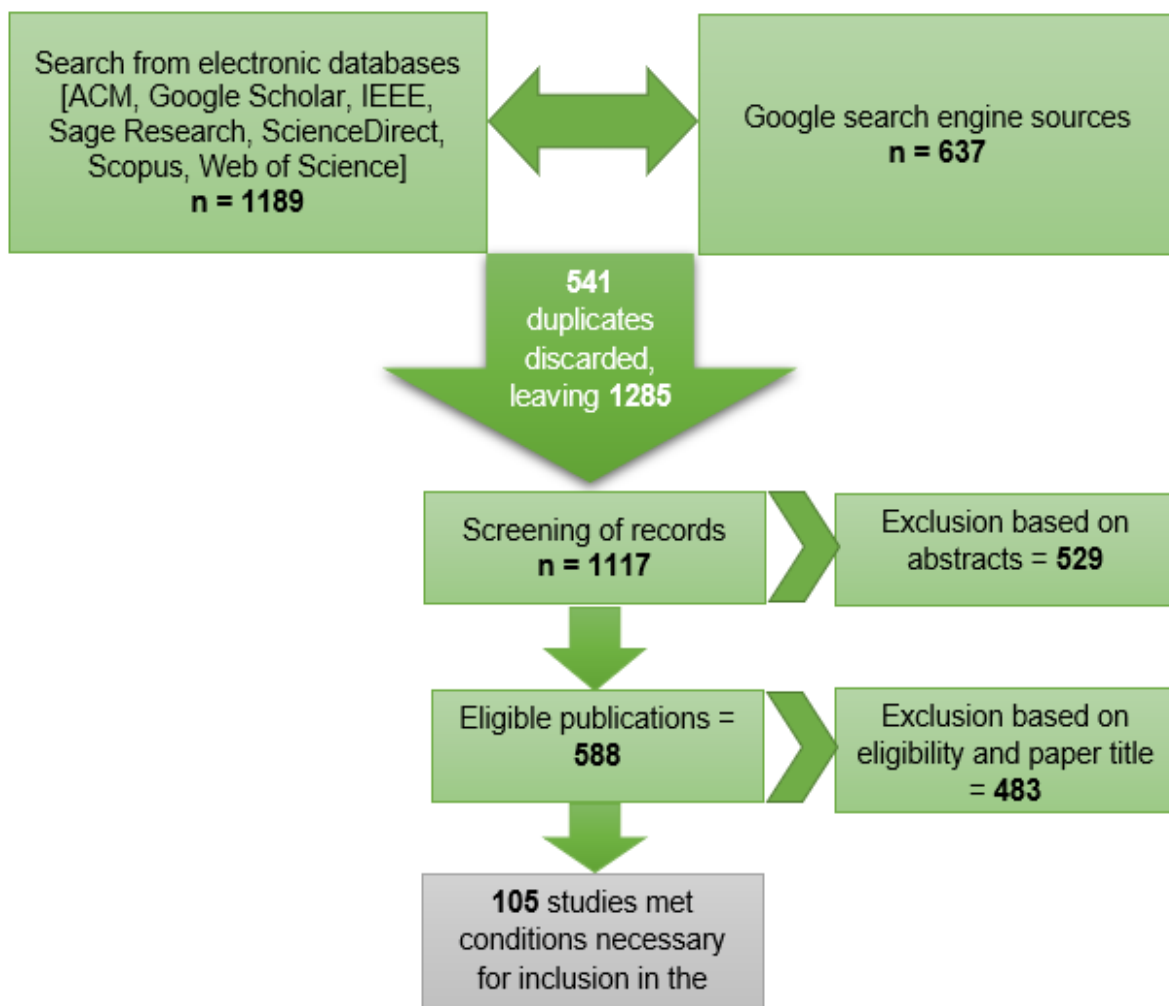 Search from electronic databases
[ACM, Google Scholar, IEEE,
Sage Research, ScienceDirect,
Scopus, Web of Science]
n = 1189
Google search engine sources
n = 637
541
duplicates
discarded,
leaving 1285
Screening of records
n = 1117
Exclusion based on
abstracts = 529
Eligible publications =
588
Exclusion based on
eligibility and paper title
= 483
105 studies met
conditions necessary
for inclusion in the